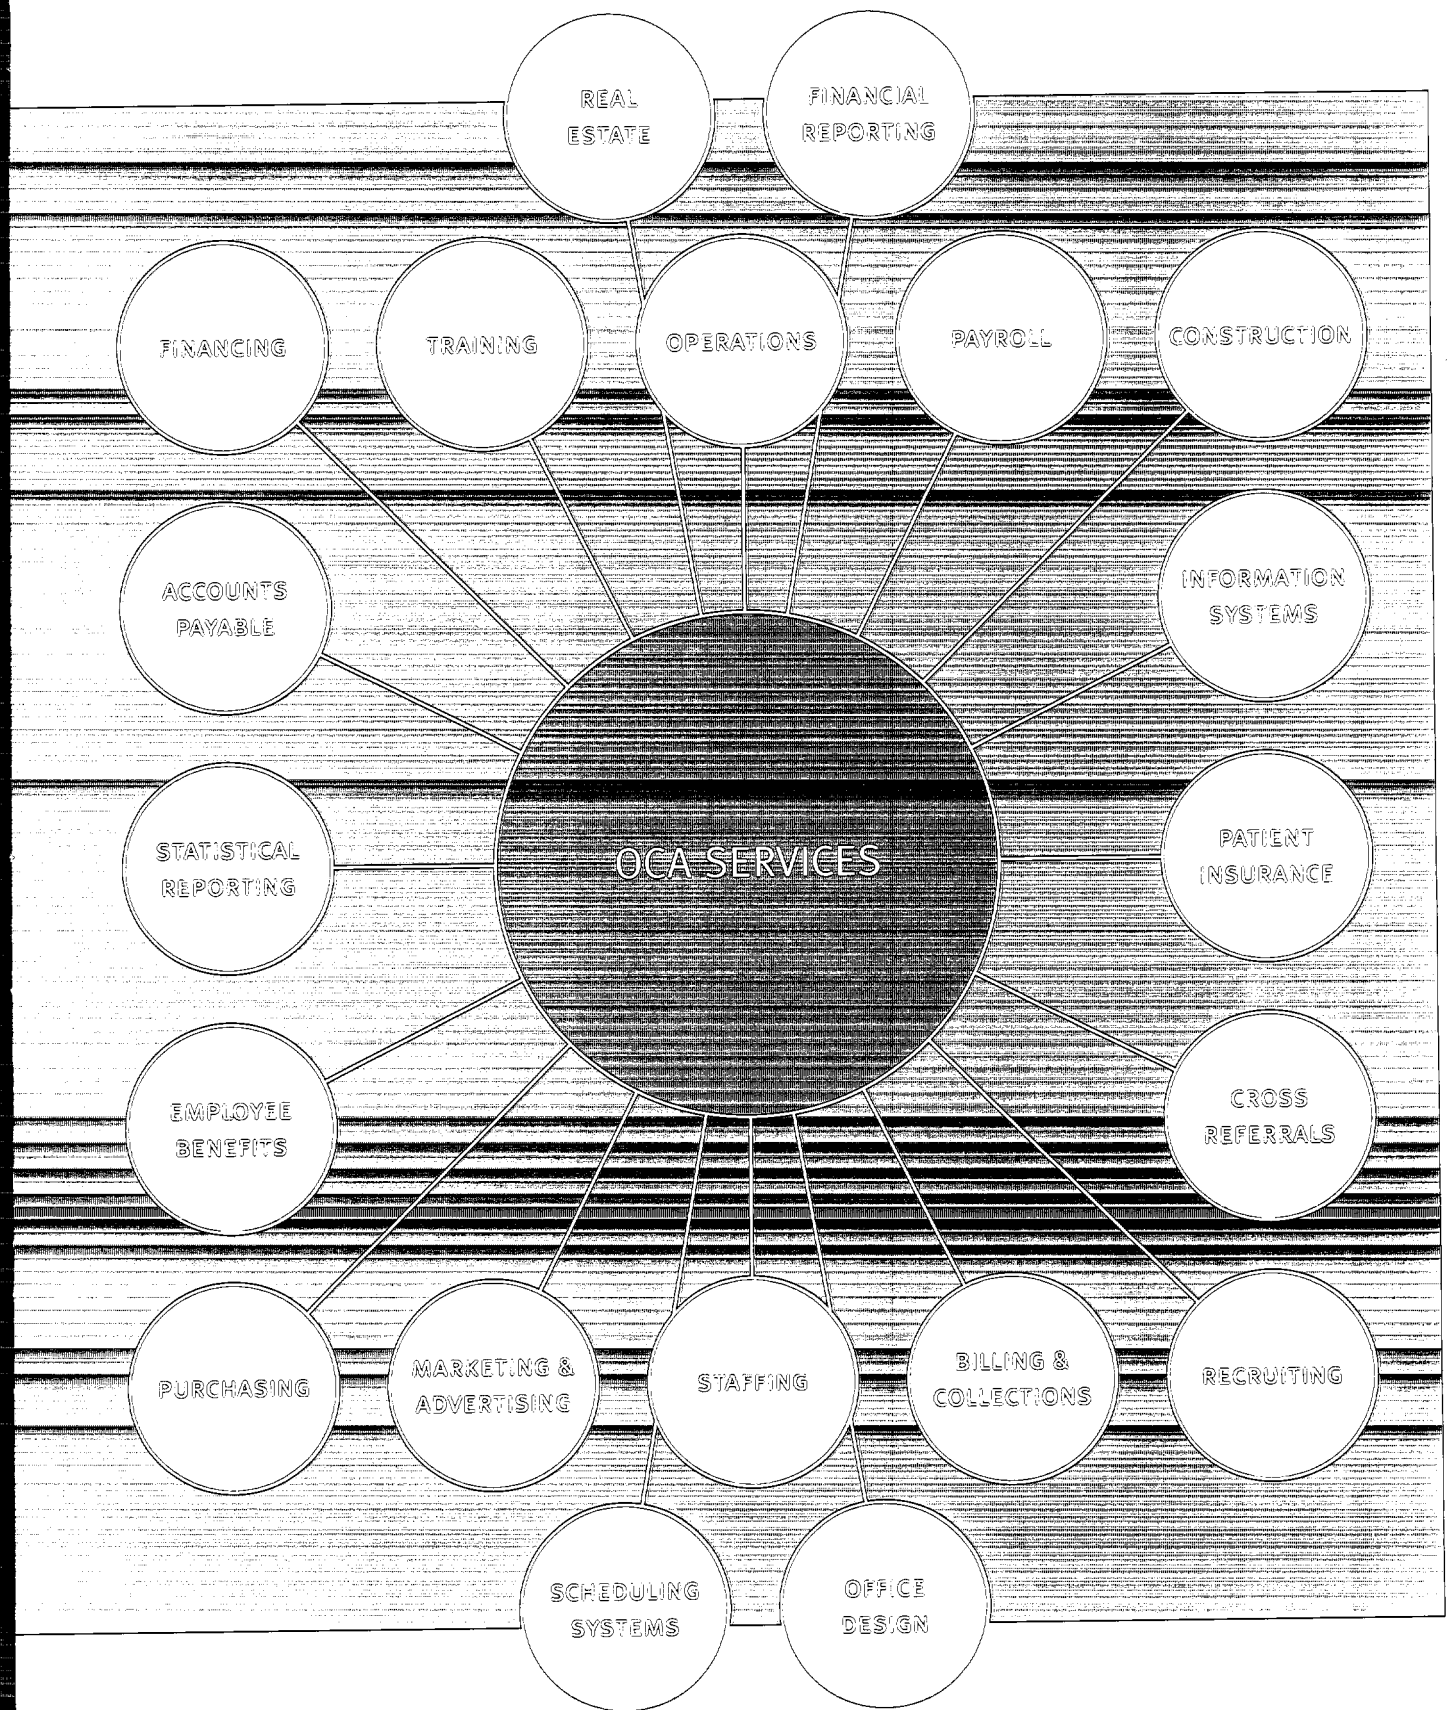 REAL
ESTATE
FINANCIAL
REPORTING
FINANCING
TRAINING
OPERATIONS
PAYROLL
CONSTRUCTION
ACCOUNTS
PAYABLE
INFORMATION
SYSTEMS
STATISTICAL
REPORTING
OCA SERVICES
PATIENT
INSURANCE
EMPLOYEE
BENEFITS
CROSS
REFERRALS
PURCHASING
MARKETING &
ADVERTISING
STAFFING
BILLING &
COLLECTIONS
RECRUITING
SCHEDULING
SYSTEMS
OFFICE
DESIGN